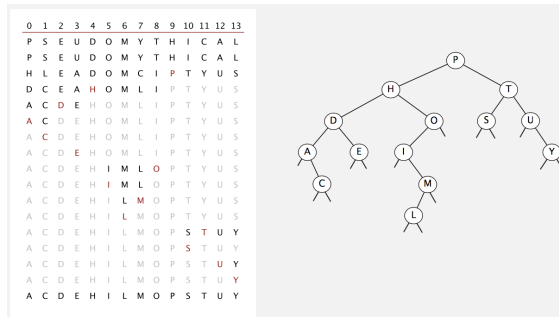 0 1 2 3 4 5 6 7 8 9 10 11 12 13
P S E U D O M Y T H I C A L
P S E U D O M Y T H I C A L
H L E A D O M C I P T Y U S
D C E A H O M L I P T Y U S
A C D E H O M L I P T Y U S
A C D E H O M L I P T Y U S
A C D E H O M L I P T Y U S
A C D E H O M L I P T Y U S
A C D E H I M L O P T Y U S
A C D E H I M L O P T Y U S
A C D E H I L M O P T Y U S
A C D E H I L M O P T Y U S
A C D E H I L M O P S T U Y
A C D E H I L M O P S T U Y
A C D E H I L M O P S T U Y
A C D E H I L M O P S T U Y
A C D E H I L M O P S T U Y
P
H T
D O S U
A E I Y
C M
L